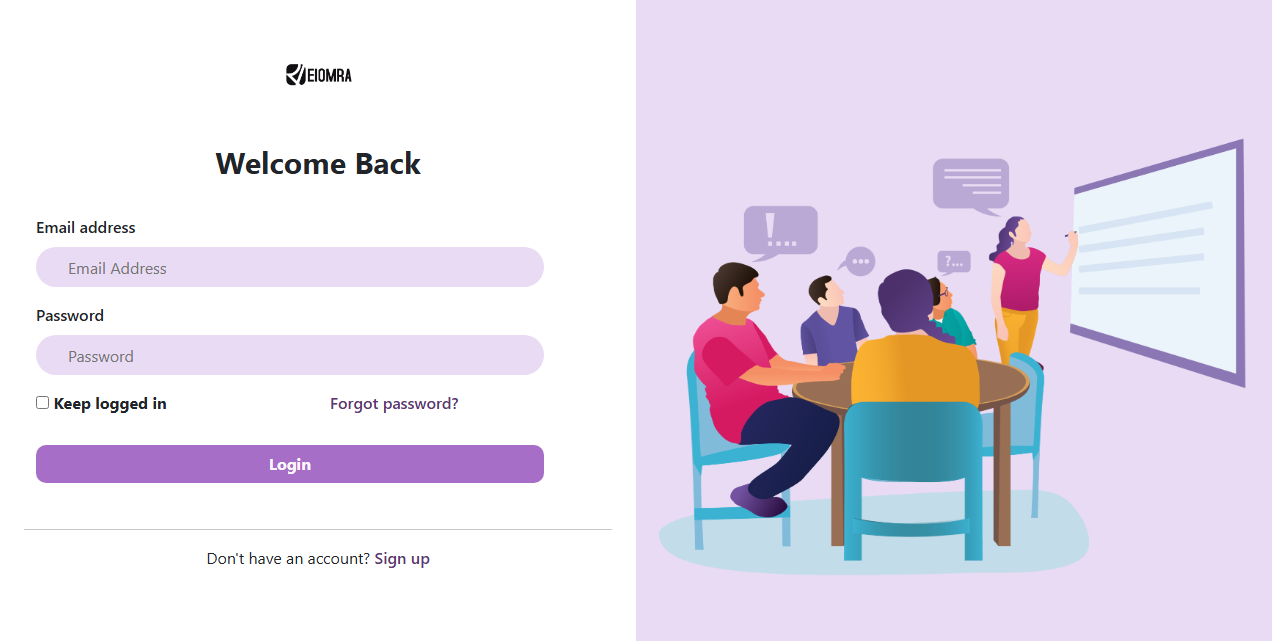 EIOMRA
Welcome Back
Email address
Email Address
Password
Password
Keep logged in Forgot password?
Login
Don't have an account? Sign up
! ....
...
?...